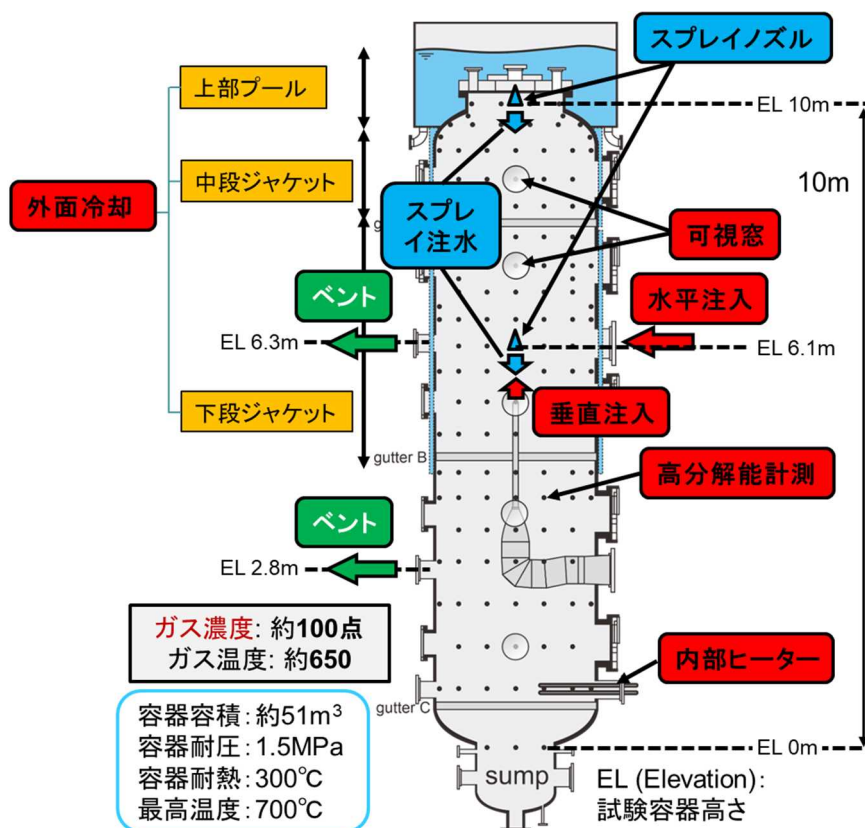 スプレイノズル
上部プール
EL 10m
中段ジャケット
10m
外面冷却
スプレ
イ注水
可視窓
ベント
水平注入
EL 6.3m
EL 6.1m
下段ジャケット
垂直注入
gutter B
高分解能計測
ベント
EL 2.8m
ガス濃度: 約100点
ガス温度: 約650
内部ヒーター
gutter C
容器容積：約51m³
容器耐圧：1.5MPa
容器耐熱：300℃
最高温度：700℃
EL 0m
sump
EL (Elevation):
試験容器高さ